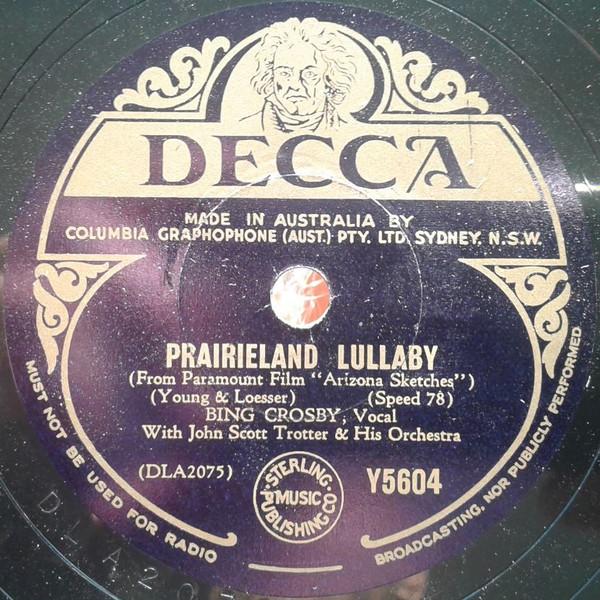 DECCA
MADE IN AUSTRALIA BY
COLUMBIA GRAPHOPHONE (AUST.) PTY. LTD. SYDNEY. N.S.W.
PRAIRIELAND LULLABY
(From Paramount Film "Arizona Sketches")
(Young & Loesser) (Speed 78)
BING CROSBY, Vocal
With John Scott Trotter & His Orchestra
(DLA2075)
STERLING
MUSIC
PUBLISHING CO
Y5604
MUST NOT BE USED FOR RADIO
BROADCASTING, NOR PUBLICLY PERFORMED